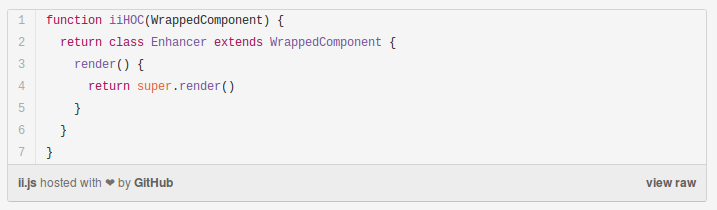 1 function iiHOC(WrappedComponent) {
2   return class Enhancer extends WrappedComponent {
3     render() {
4       return super.render()
5     }
6   }
7 }
ii.js hosted with ❤ by GitHub view raw